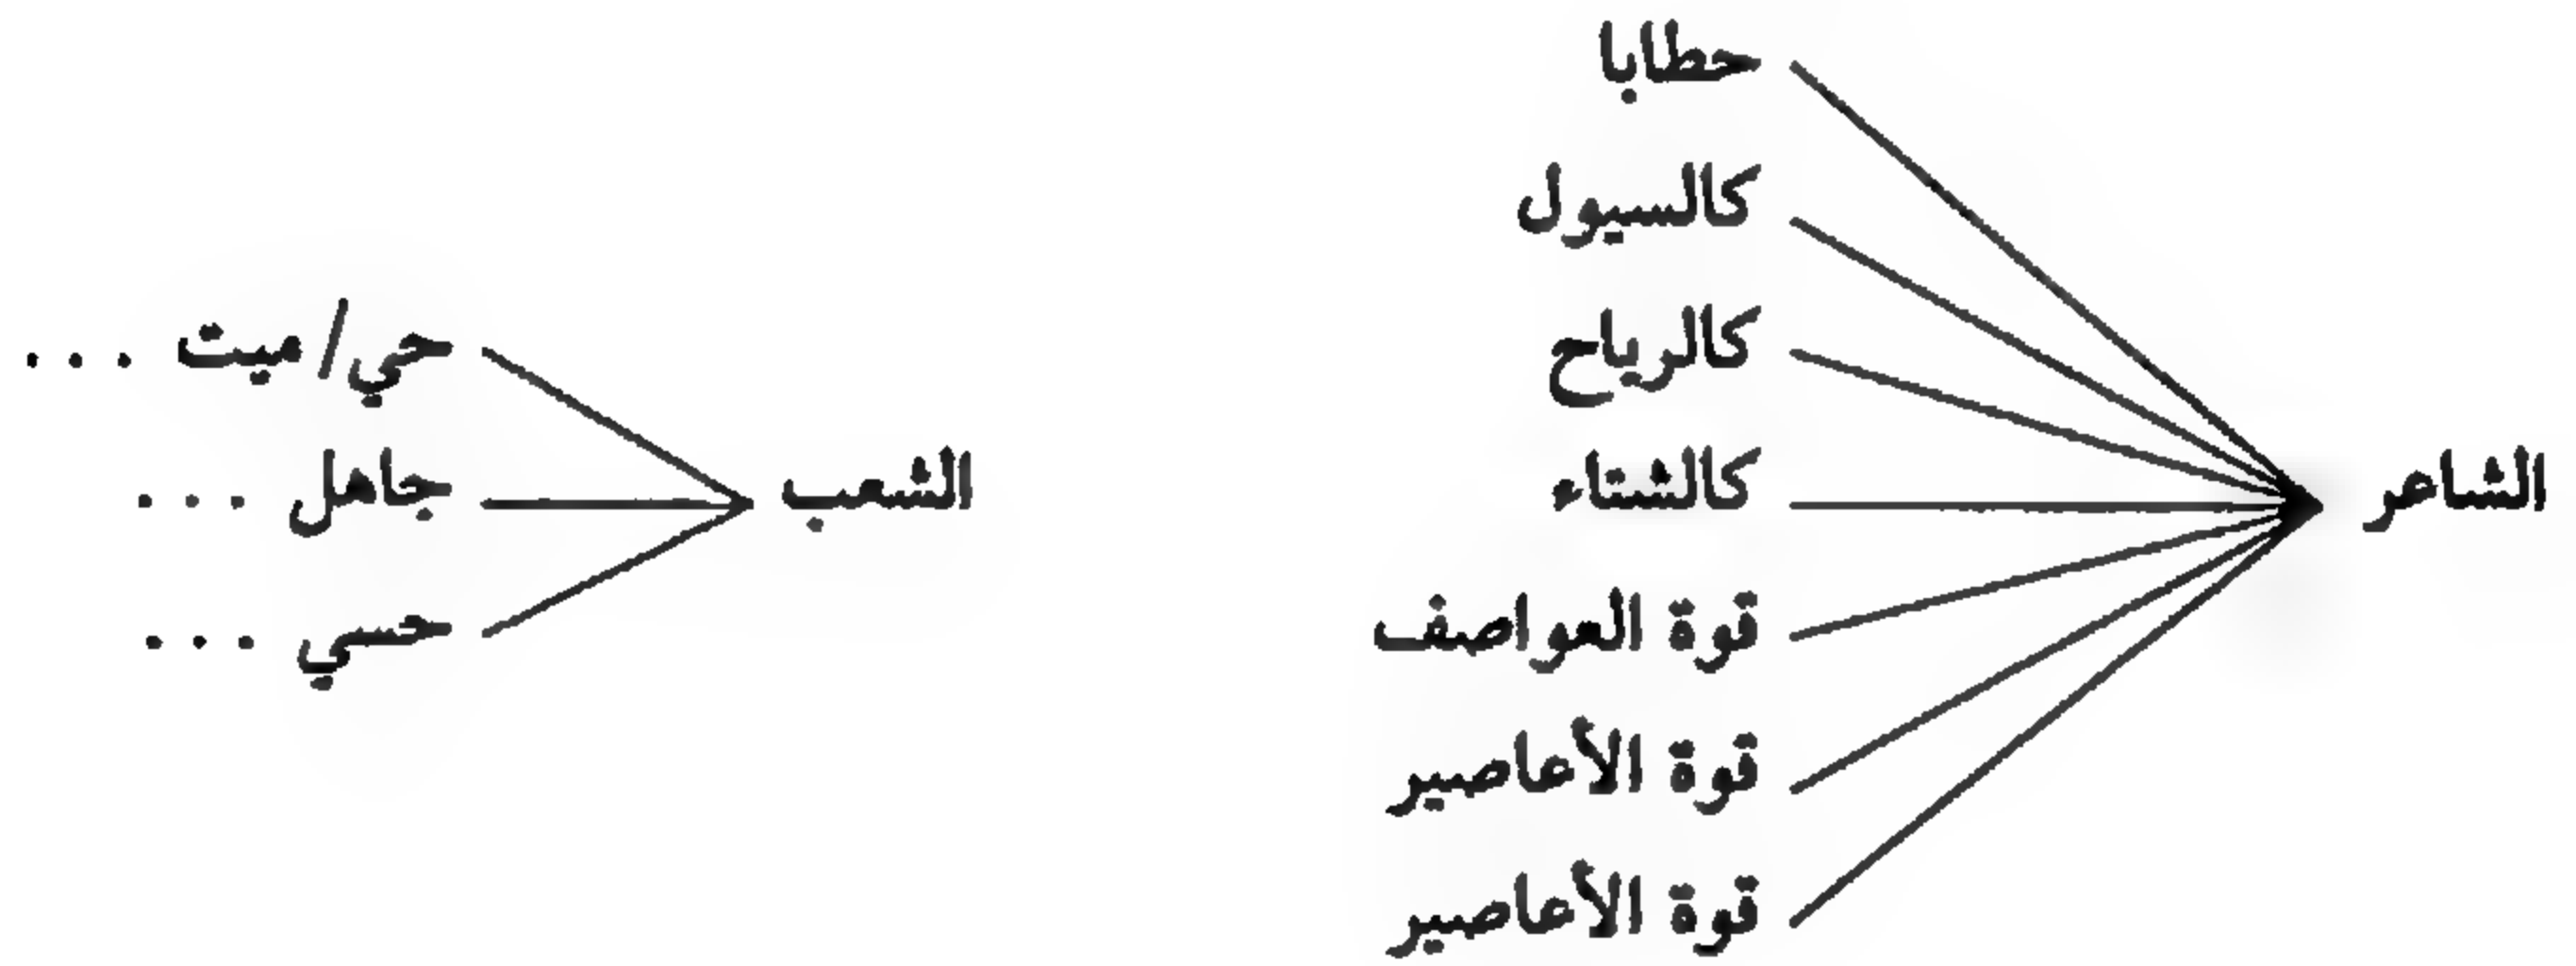 حطابا
كالسيول
كالرياح
الشاعر كالشتاء
قوة العواصف
قوة الأعاصير
قوة الأعاصير
حي/ميت ...
الشعب جاهل ...
حسي ...